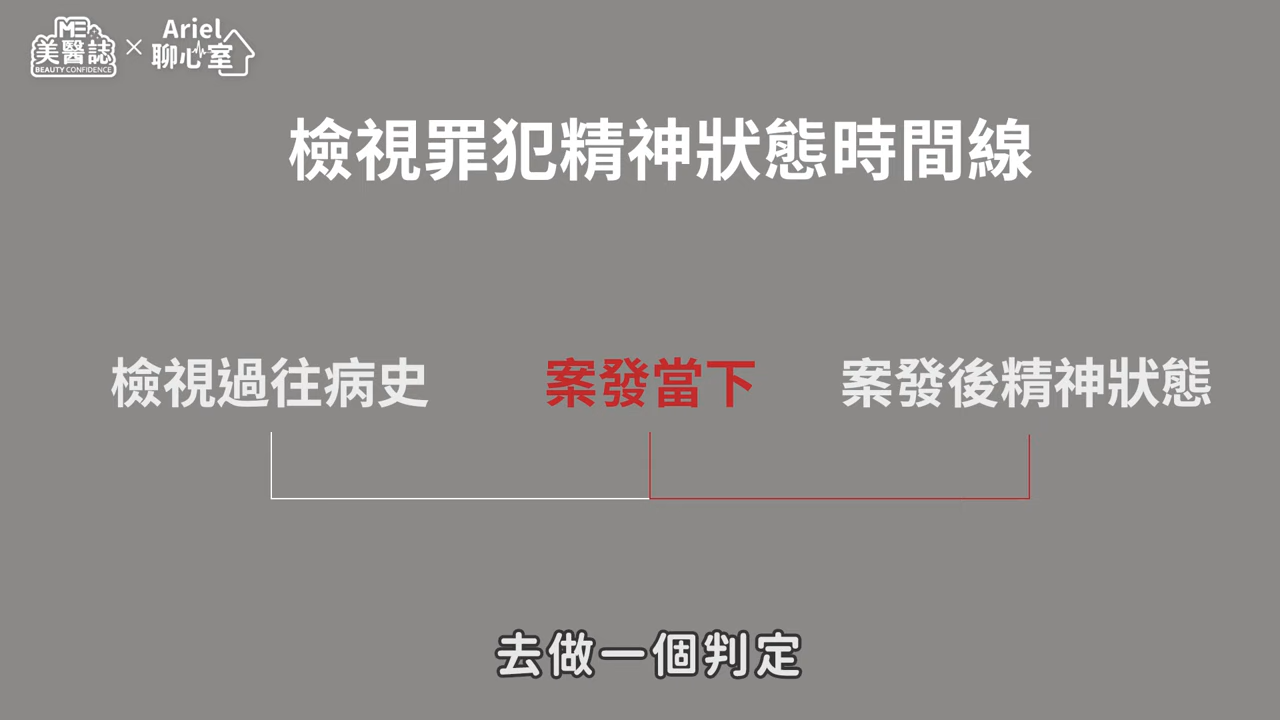 ME
美醫誌
BEAUTY CONFIDENCE
×
Ariel
聊心室
檢視罪犯精神狀態時間線
檢視過往病史
案發當下
案發後精神狀態
去做一個判定